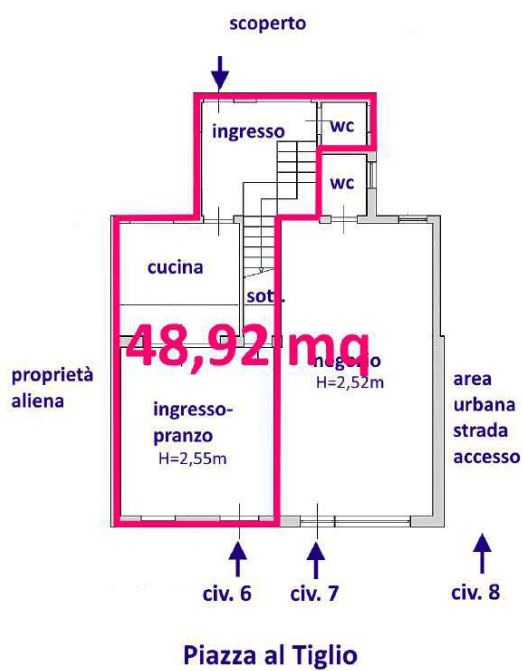 scoperto
ingresso
wc
wc
cucina
sott.
48,92 mq
negozio
H=2,52m
proprietà
aliena
ingresso-
pranzo
H=2,55m
area
urbana
strada
accesso
civ. 6
civ. 7
civ. 8
Piazza al Tiglio